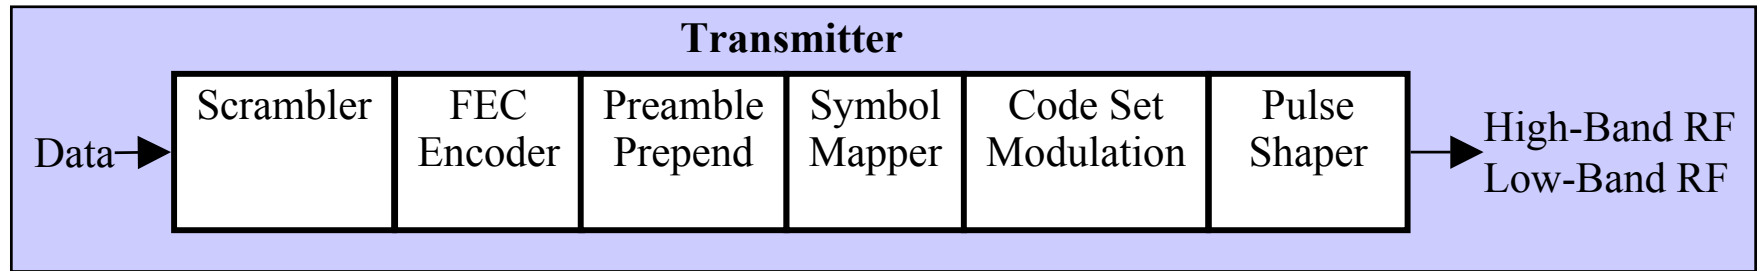 Transmitter
Data
Scrambler
FEC
Encoder
Preamble
Prepend
Symbol
Mapper
Code Set
Modulation
Pulse
Shaper
High-Band RF
Low-Band RF